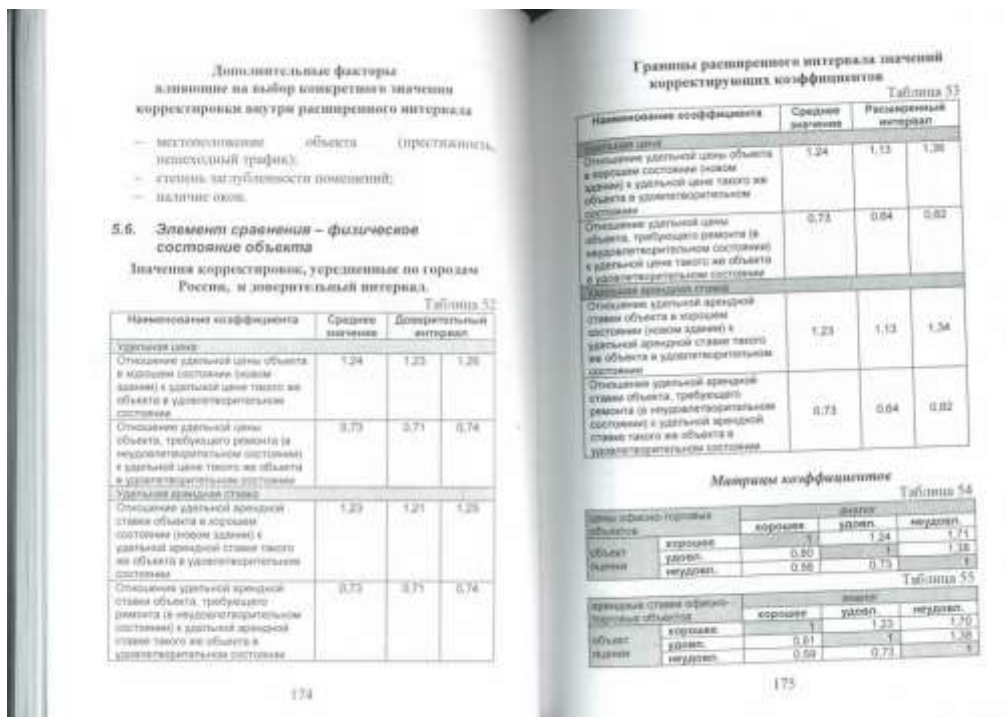 Дополнительные факторы
влияющие на выбор конкретного значения
корректировки внутри расширенного интервала
– местоположение объекта (престижность,
пешеходный трафик);
– степень заглубленности помещений;
– наличие окон.
5.6. Элемент сравнения – физическое
состояние объекта
Значения корректировок, усредненные по городам
России, и доверительный интервал.
Таблица 52
Наименование коэффициента Среднее Доверительный
значение интервал
Удельная цена
Отношение удельной цены объекта 1,24 1,23 1,26
в хорошем состоянии (новом
здании) к удельной цене такого же
объекта в удовлетворительном
состоянии
Отношение удельной цены 0,73 0,71 0,74
объекта, требующего ремонта (в
неудовлетворительном состоянии)
к удельной цене такого же объекта
в удовлетворительном состоянии
Удельная арендная ставка
Отношение удельной арендной 1,23 1,21 1,25
ставки объекта в хорошем
состоянии (новом здании) к
удельной арендной ставке такого
же объекта в удовлетворительном
состоянии
Отношение удельной арендной 0,73 0,71 0,74
ставки объекта, требующего
ремонта (в неудовлетворительном
состоянии) к удельной арендной
ставке такого же объекта в
удовлетворительном состоянии
174
Границы расширенного интервала значений
корректирующих коэффициентов
Таблица 53
Наименование коэффициента Среднее Расширенный
значение интервал
Удельная цена
Отношение удельной цены объекта 1,24 1,13 1,36
в хорошем состоянии (новом
здании) к удельной цене такого же
объекта в удовлетворительном
состоянии
Отношение удельной цены 0,73 0,64 0,82
объекта, требующего ремонта (в
неудовлетворительном состоянии)
к удельной цене такого же объекта
в удовлетворительном состоянии
Удельная арендная ставка
Отношение удельной арендной
ставки объекта в хорошем
состоянии (новом здании) к 1,23 1,13 1,34
удельной арендной ставке такого
же объекта в удовлетворительном
состоянии
Отношение удельной арендной
ставки объекта, требующего
ремонта (в неудовлетворительном 0,73 0,64 0,82
состоянии) к удельной арендной
ставке такого же объекта в
удовлетворительном состоянии
Матрицы коэффициентов
Таблица 54
цены офисно-торговых аналог
объектов хорошее удовл. неудовл.
объект хорошее 1 1,24 1,71
оценки удовл. 0,80 1 1,38
неудовл. 0,58 0,73 1
Таблица 55
арендные ставки офисно- аналог
торговых объектов хорошее удовл. неудовл.
объект хорошее 1 1,23 1,70
оценки удовл. 0,81 1 1,38
неудовл. 0,59 0,73 1
175